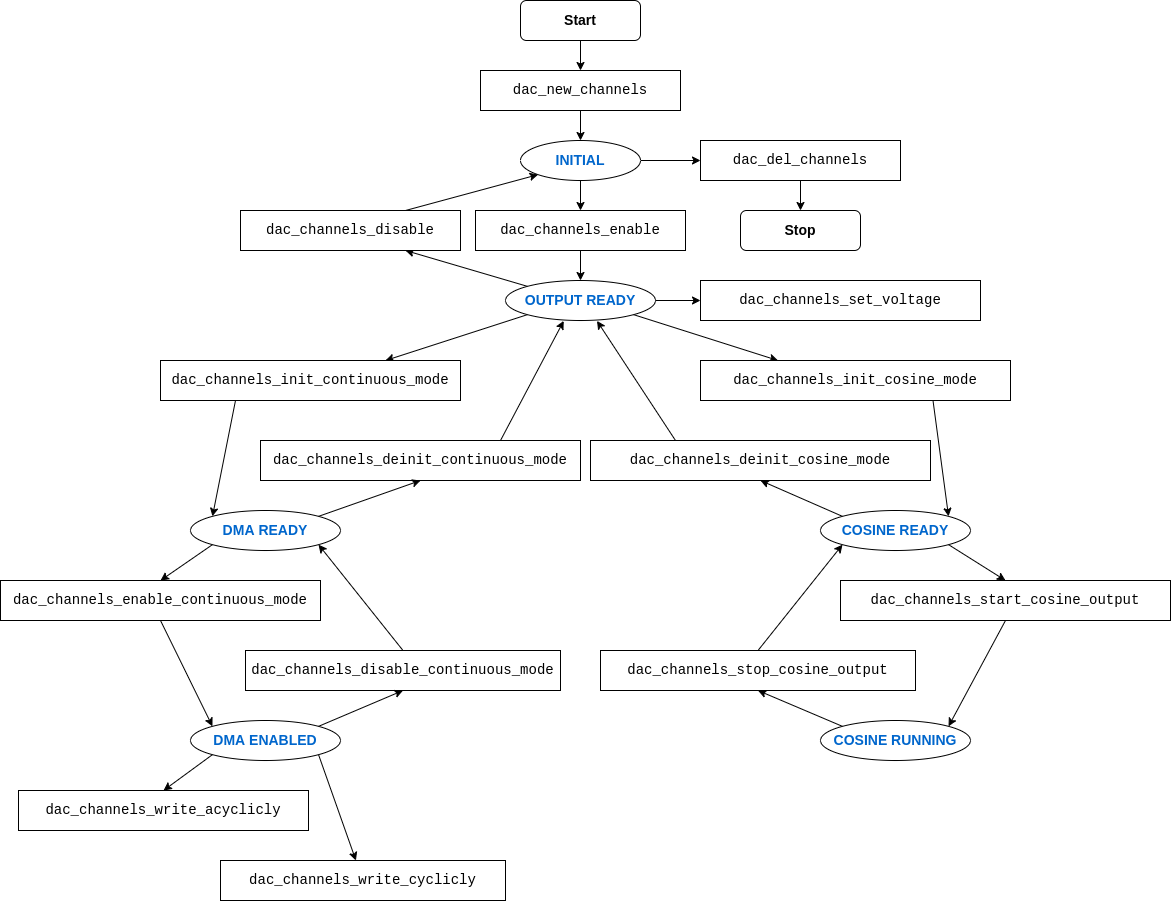 Start
dac_new_channels
INITIAL
dac_del_channels
dac_channels_disable
dac_channels_enable
Stop
OUTPUT READY
dac_channels_set_voltage
dac_channels_init_continuous_mode
dac_channels_init_cosine_mode
dac_channels_deinit_continuous_mode
dac_channels_deinit_cosine_mode
DMA READY
COSINE READY
dac_channels_enable_continuous_mode
dac_channels_start_cosine_output
dac_channels_disable_continuous_mode
dac_channels_stop_cosine_output
DMA ENABLED
COSINE RUNNING
dac_channels_write_acyclicly
dac_channels_write_cyclicly